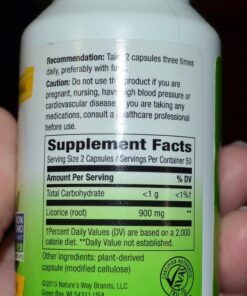 Recommendation: Take 2 capsules three times
daily, preferably with food.
Caution: Do not use this product if you are
pregnant, nursing, have high blood pressure or
cardiovascular disease. If you are taking any
medications, consult a healthcare professional
before use.
Supplement Facts
Serving Size 2 Capsules / Servings Per Container 50
Amount Per Serving % DV
Total Carbohydrate <1 g <1%†
Licorice (root) 900 mg **
†Percent Daily Values (DV) are based on a 2,000
calorie diet. **Daily Value not established.
Other ingredients: plant-derived
capsule (modified cellulose)
©2015 Nature's Way Brands, LLC
Green Bay, WI 54311 USA